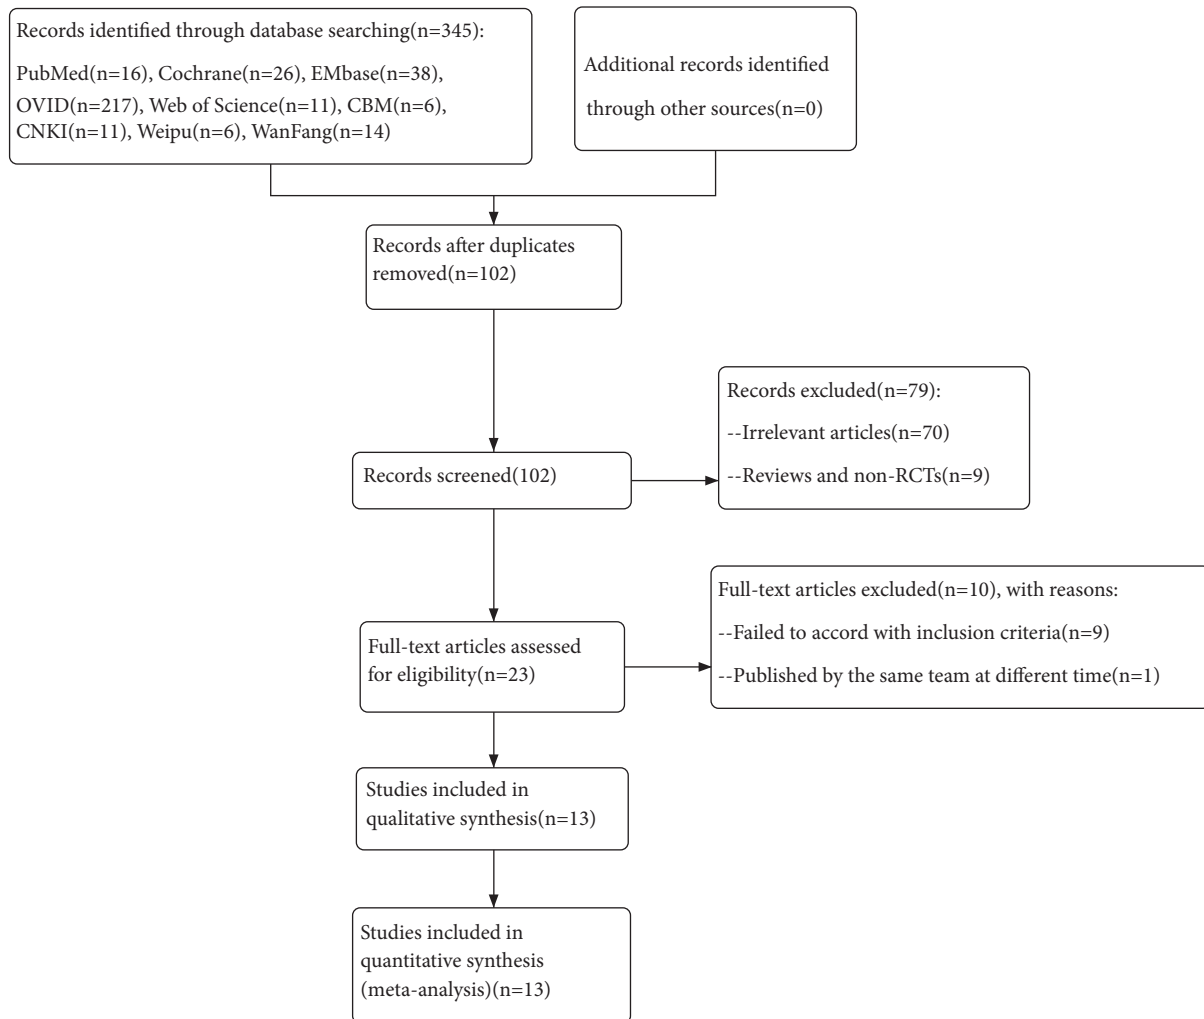 Records identified through database searching(n=345):
PubMed(n=16), Cochrane(n=26), EMbase(n=38),
OVID(n=217), Web of Science(n=11), CBM(n=6),
CNKI(n=11), Weipu(n=6), WanFang(n=14)
Additional records identified
through other sources(n=0)
Records after duplicates
removed(n=102)
Records screened(102)
Records excluded(n=79):
--Irrelevant articles(n=70)
--Reviews and non-RCTs(n=9)
Full-text articles assessed
for eligibility(n=23)
Full-text articles excluded(n=10), with reasons:
--Failed to accord with inclusion criteria(n=9)
--Published by the same team at different time(n=1)
Studies included in
qualitative synthesis(n=13)
Studies included in
quantitative synthesis
(meta-analysis)(n=13)